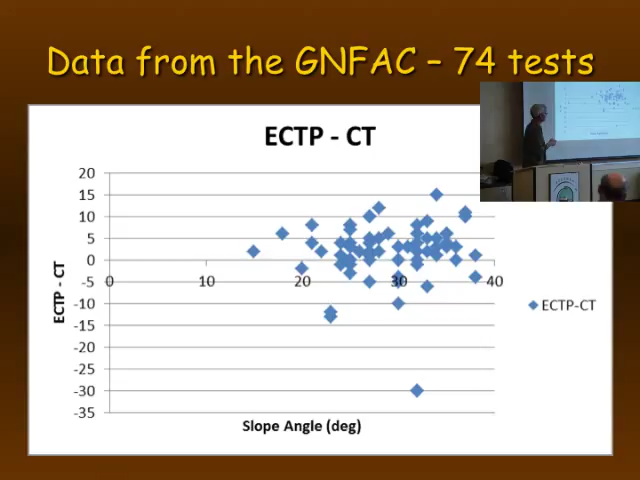 Data from the GNFAC – 74 tests
ECTP - CT
20
15
10
5
0
-5
-10
-15
-20
-25
-30
-35
0 10 20 30 40
ECTP - CT
Slope Angle (deg)
ECTP-CT